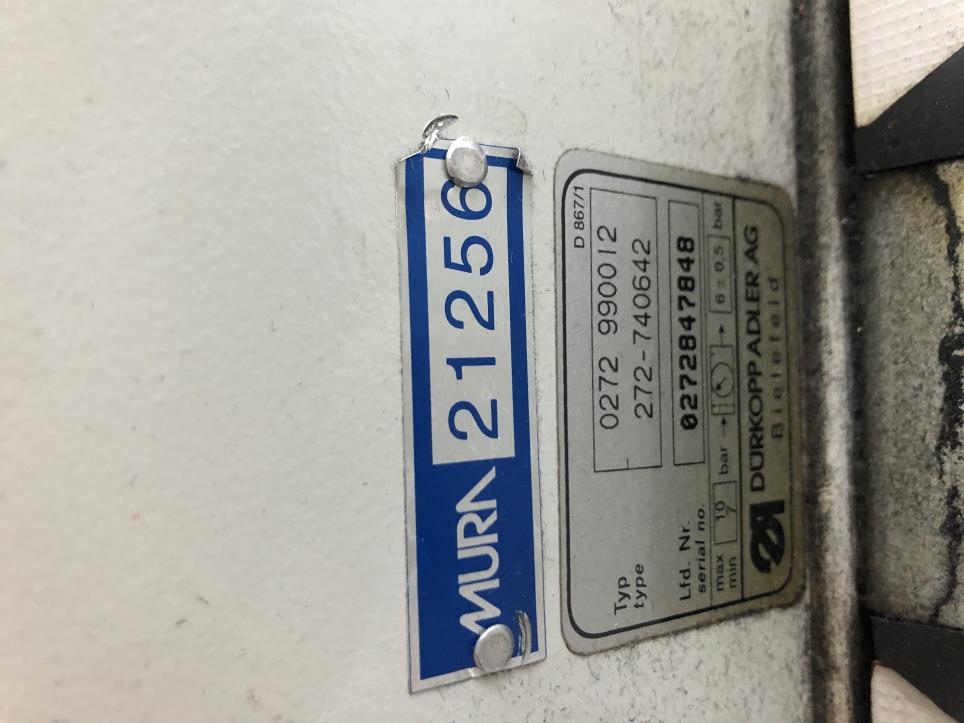 MURA 21256
D 867/1
Typ
type
0272 990012
272-740642
Lfd. Nr.
serial no.
0272847848
max 10 bar 6 ± 0,5 bar
min 7
DÜRKOPP ADLER AG
Bielefeld